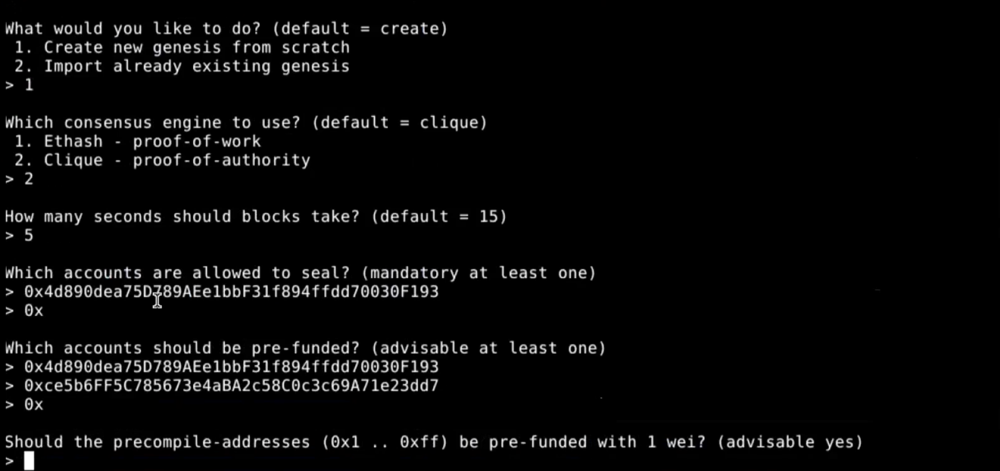 What would you like to do? (default = create)
1. Create new genesis from scratch
2. Import already existing genesis
> 1
Which consensus engine to use? (default = clique)
1. Ethash - proof-of-work
2. Clique - proof-of-authority
> 2
How many seconds should blocks take? (default = 15)
> 5
Which accounts are allowed to seal? (mandatory at least one)
> 0x4d890dea75D789AEe1bbF31f894ffdd70030F193
> 0x
Which accounts should be pre-funded? (advisable at least one)
> 0x4d890dea75D789AEe1bbF31f894ffdd70030F193
> 0xce5b6FF5C785673e4aBA2c58C0c3c69A71e23dd7
> 0x
Should the precompile-addresses (0x1 .. 0xff) be pre-funded with 1 wei? (advisable yes)
>